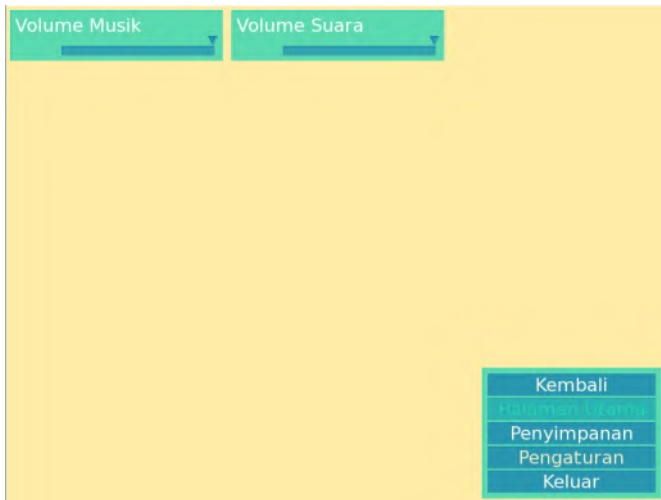 Volume Musik
Volume Suara
Kembali
Halaman Utama
Penyimpanan
Pengaturan
Keluar